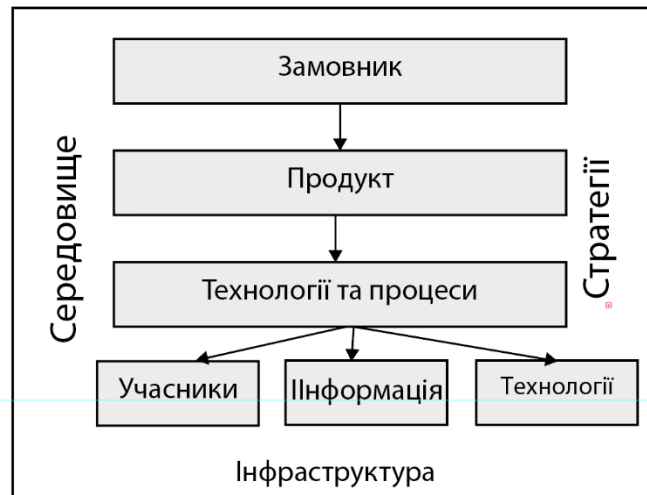 Замовник
Середовище
Продукт
Стратегії
Технології та процеси
Учасники
ІІнформація
Технології
Інфраструктура